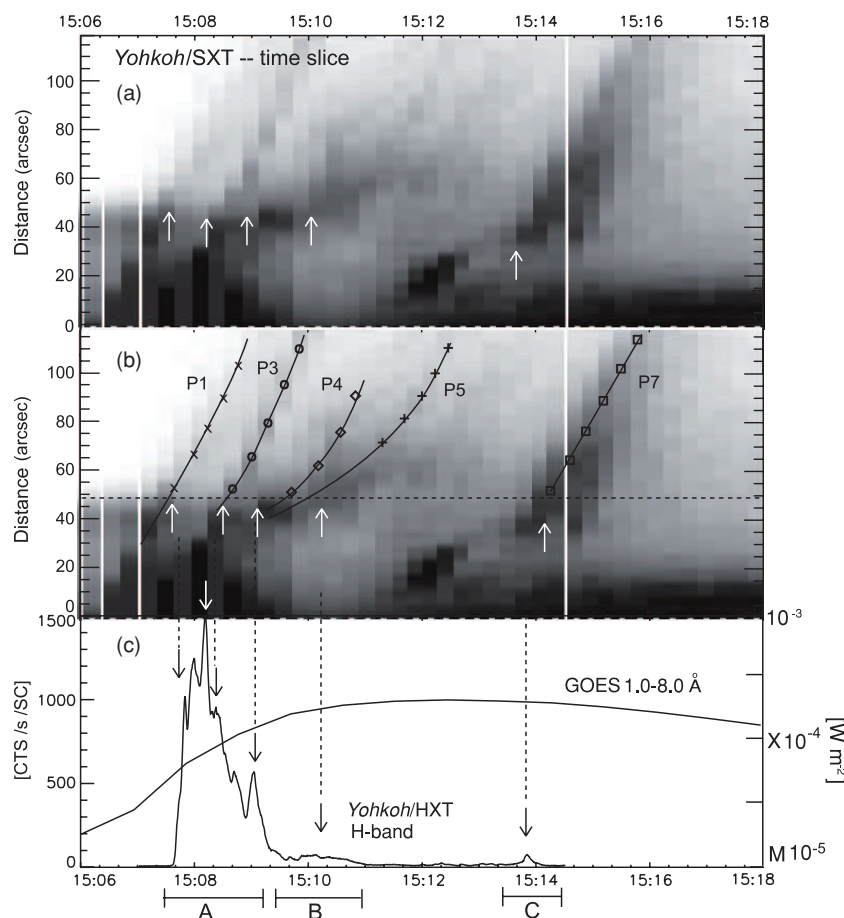 15:06 15:08 15:10 15:12 15:14 15:16 15:18
Yohkoh/SXT -- time slice
(a)
Distance (arcsec)
100
80
60
40
20
0
(b)
P1
P3
P4
P5
P7
Distance (arcsec)
100
80
60
40
20
0
(c)
[CTS /s /SC]
1500
1000
500
0
GOES 1.0-8.0 Å
Yohkoh/HXT
H-band
10-3
X10-4
M10-5
[W m-2]
15:06 15:08 15:10 15:12 15:14 15:16 15:18
A B C